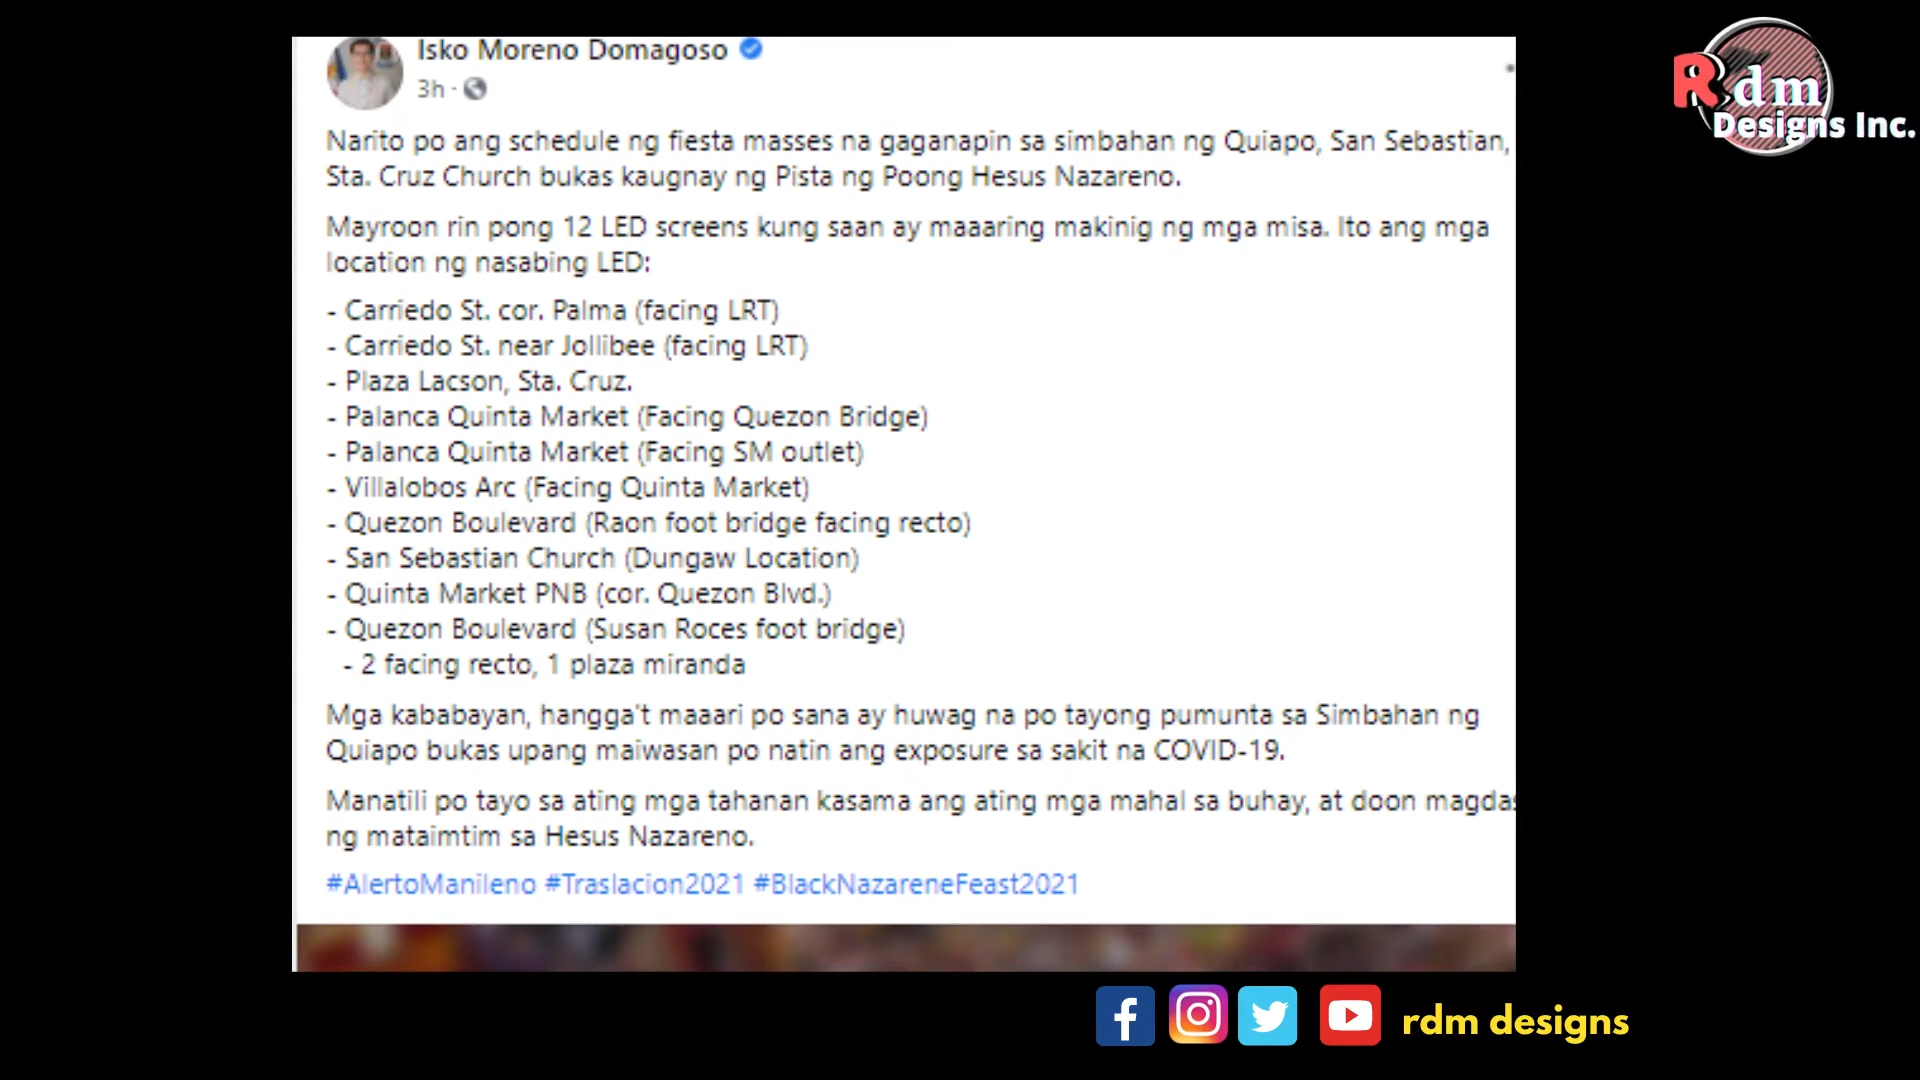 Isko Moreno Domagoso
3h ·
Narito po ang schedule ng fiesta masses na gaganapin sa simbahan ng Quiapo, San Sebastian,
Sta. Cruz Church bukas kaugnay ng Pista ng Poong Hesus Nazareno.
Mayroon rin pong 12 LED screens kung saan ay maaaring makinig ng mga misa. Ito ang mga
location ng nasabing LED:
- Carriedo St. cor. Palma (facing LRT)
- Carriedo St. near Jollibee (facing LRT)
- Plaza Lacson, Sta. Cruz.
- Palanca Quinta Market (Facing Quezon Bridge)
- Palanca Quinta Market (Facing SM outlet)
- Villalobos Arc (Facing Quinta Market)
- Quezon Boulevard (Raon foot bridge facing recto)
- San Sebastian Church (Dungaw Location)
- Quinta Market PNB (cor. Quezon Blvd.)
- Quezon Boulevard (Susan Roces foot bridge)
- 2 facing recto, 1 plaza miranda
Mga kababayan, hangga't maaari po sana ay huwag na po tayong pumunta sa Simbahan ng
Quiapo bukas upang maiwasan po natin ang exposure sa sakit na COVID-19.
Manatili po tayo sa ating mga tahanan kasama ang ating mga mahal sa buhay, at doon magdas
ng mataimtim sa Hesus Nazareno.
#AlertoManileno #Traslacion2021 #BlackNazareneFeast2021
Rdm
Designs Inc.
rdm designs